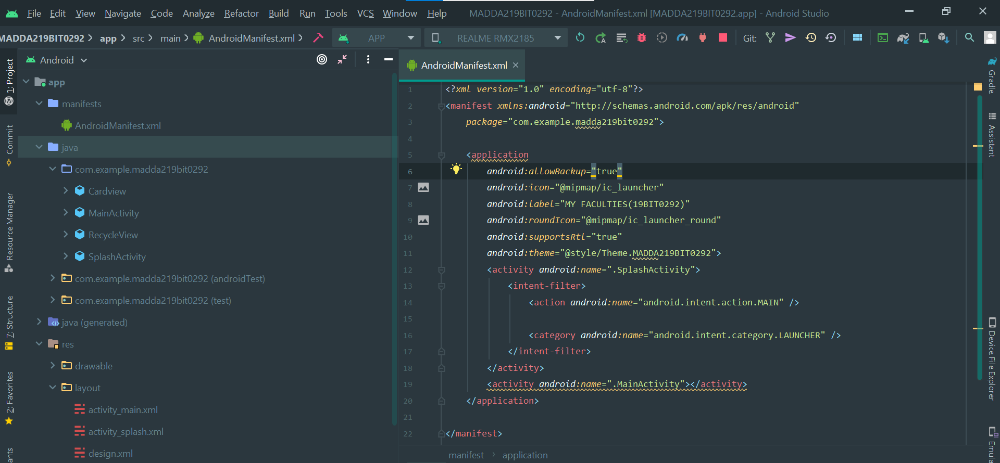 File Edit View Navigate Code Analyze Refactor Build Run Tools VCS Window Help MADDA219BIT0292 - AndroidManifest.xml [MADDA219BIT0292.app] - Android Studio
MADDA219BIT0292 app src main AndroidManifest.xml APP REALME RMX2185 Git:
1: Project
Commit
Resource Manager
7: Structure
2: Favorites
Android
app
manifests
AndroidManifest.xml
java
com.example.madda219bit0292
Cardview
MainActivity
RecycleView
SplashActivity
com.example.madda219bit0292 (androidTest)
com.example.madda219bit0292 (test)
java (generated)
res
drawable
layout
activity_main.xml
activity_splash.xml
design.xml
AndroidManifest.xml
1 <?xml version="1.0" encoding="utf-8"?>
2 <manifest xmlns:android="http://schemas.android.com/apk/res/android"
3 package="com.example.madda219bit0292">
4
5 <application
6 android:allowBackup="true"
7 android:icon="@mipmap/ic_launcher"
8 android:label="MY FACULTIES(19BIT0292)"
9 android:roundIcon="@mipmap/ic_launcher_round"
10 android:supportsRtl="true"
11 android:theme="@style/Theme.MADDA219BIT0292">
12 <activity android:name=".SplashActivity">
13 <intent-filter>
14 <action android:name="android.intent.action.MAIN" />
15
16 <category android:name="android.intent.category.LAUNCHER" />
17 </intent-filter>
18 </activity>
19 <activity android:name=".MainActivity"></activity>
20 </application>
21
22 </manifest>
manifest application
Gradle
Assistant
Device File Explorer